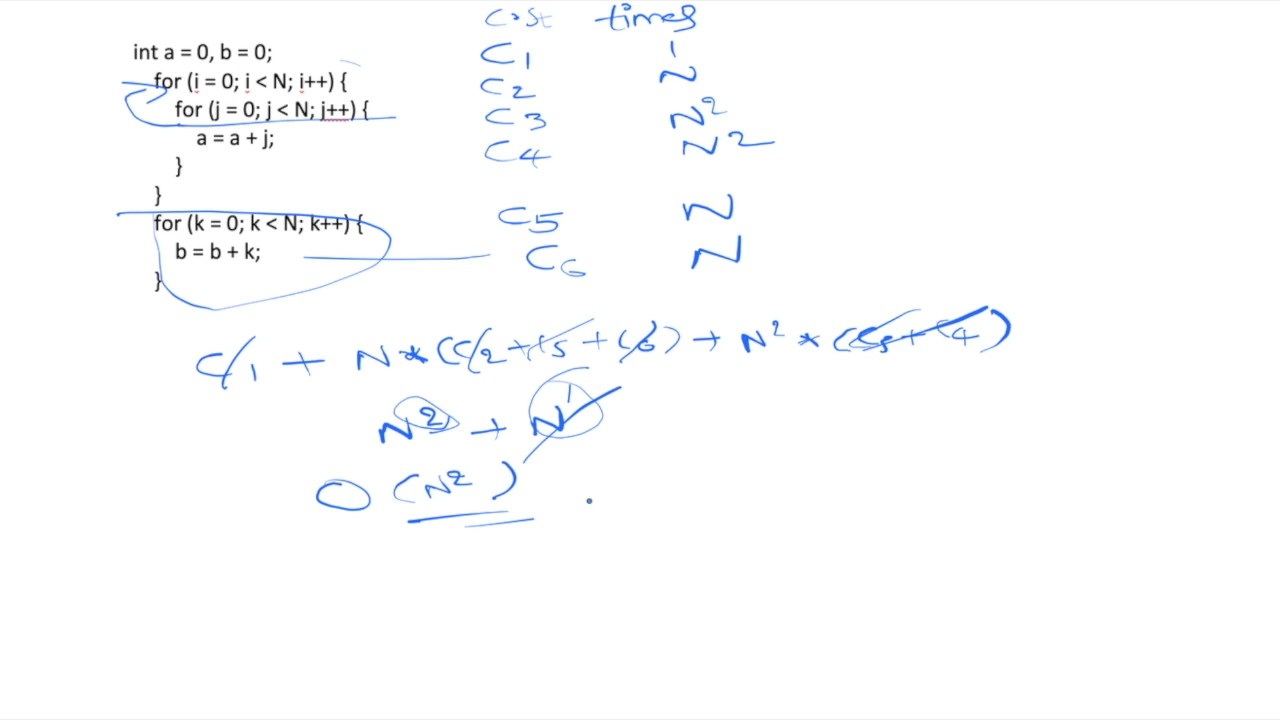 cost times
int a = 0, b = 0; C1 1
for (i = 0; i < N; i++) { C2 N
for (j = 0; j < N; j++) { C3 N²
a = a + j; C4 N²
}
}
for (k = 0; k < N; k++) { C5 N
b = b + k; C6 N
}
C1 + N * (C2 + C5 + C6) + N² * (C3 + C4)
N² + N¹
O (N²)